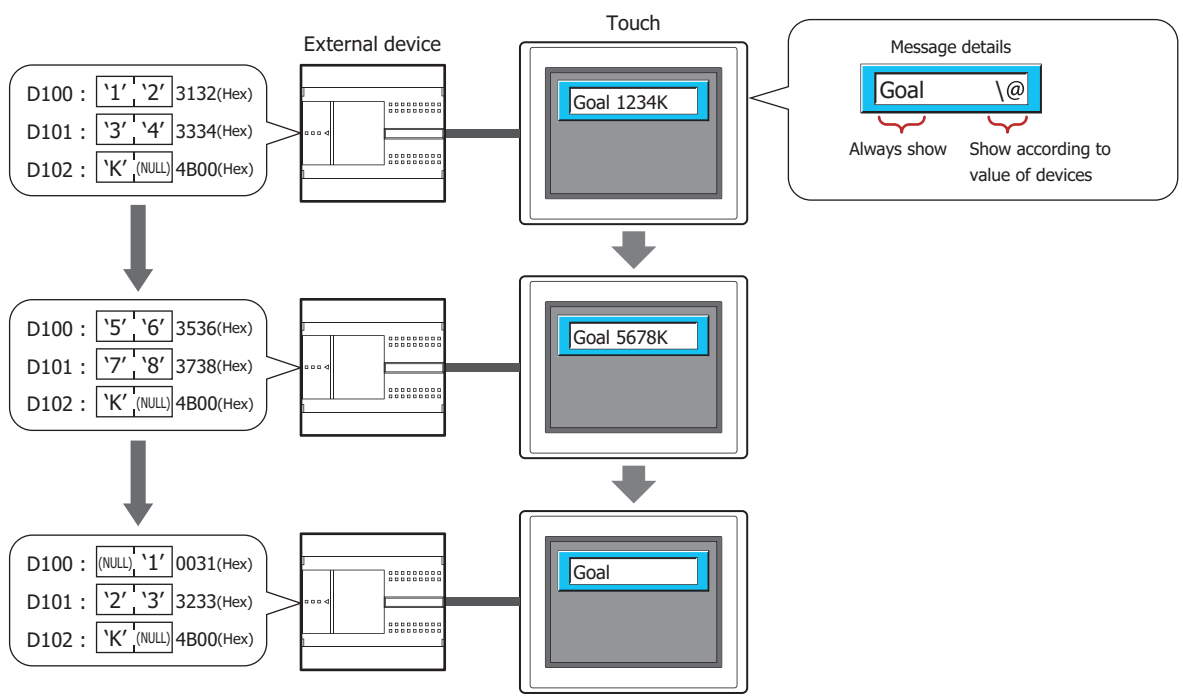 External device
Touch
D100 : ‵1′ ‵2′ 3132(Hex)
D101 : ‵3′ ‵4′ 3334(Hex)
D102 : ‵K′ (NULL) 4B00(Hex)
Goal 1234K
Message details
Goal \@
Always show
Show according to
value of devices
D100 : ‵5′ ‵6′ 3536(Hex)
D101 : ‵7′ ‵8′ 3738(Hex)
D102 : ‵K′ (NULL) 4B00(Hex)
Goal 5678K
D100 : (NULL) ‵1′ 0031(Hex)
D101 : ‵2′ ‵3′ 3233(Hex)
D102 : ‵K′ (NULL) 4B00(Hex)
Goal